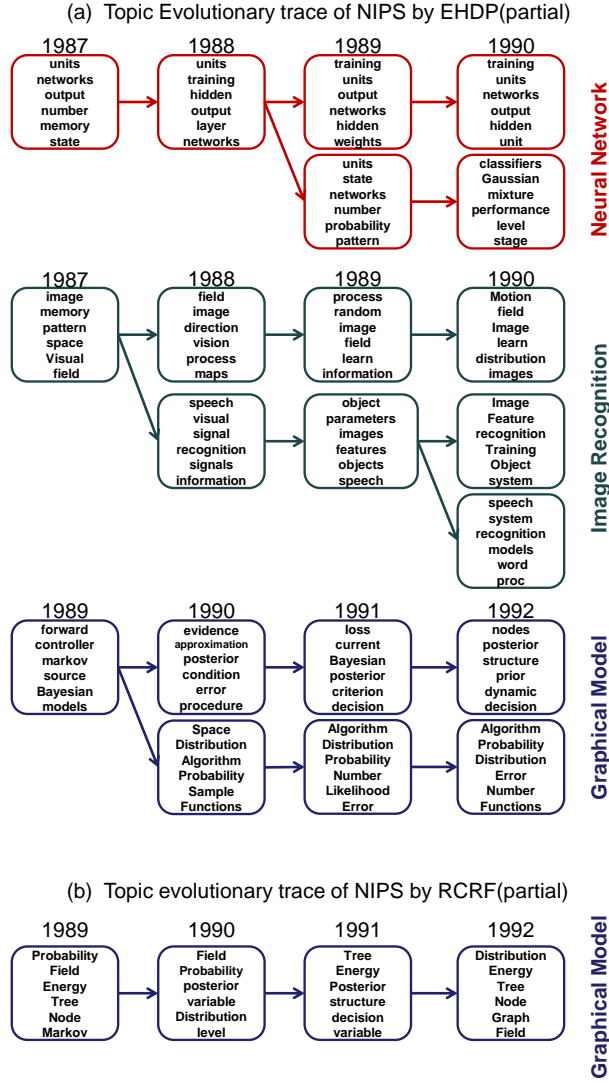 (a) Topic Evolutionary trace of NIPS by EHDP(partial)
1987
units
networks
output
number
memory
state
1988
units
training
hidden
output
layer
networks
1989
training
units
output
networks
hidden
weights
1990
training
units
networks
output
hidden
unit
units
state
networks
number
probability
pattern
classifiers
Gaussian
mixture
performance
level
stage
Neural Network
1987
image
memory
pattern
space
Visual
field
1988
field
image
direction
vision
process
maps
1989
process
random
image
field
learn
information
1990
Motion
field
Image
learn
distribution
images
speech
visual
signal
recognition
signals
information
object
parameters
images
features
objects
speech
Image
Feature
recognition
Training
Object
system
speech
system
recognition
models
word
proc
Image Recognition
1989
forward
controller
markov
source
Bayesian
models
1990
evidence
approximation
posterior
condition
error
procedure
1991
loss
current
Bayesian
posterior
criterion
decision
1992
nodes
posterior
structure
prior
dynamic
decision
Space
Distribution
Algorithm
Probability
Sample
Functions
Algorithm
Distribution
Probability
Number
Likelihood
Error
Algorithm
Probability
Distribution
Error
Number
Functions
Graphical Model
(b) Topic evolutionary trace of NIPS by RCRF(partial)
1989
Probability
Field
Energy
Tree
Node
Markov
1990
Field
Probability
posterior
variable
Distribution
level
1991
Tree
Energy
Posterior
structure
decision
variable
1992
Distribution
Energy
Tree
Node
Graph
Field
Graphical Model